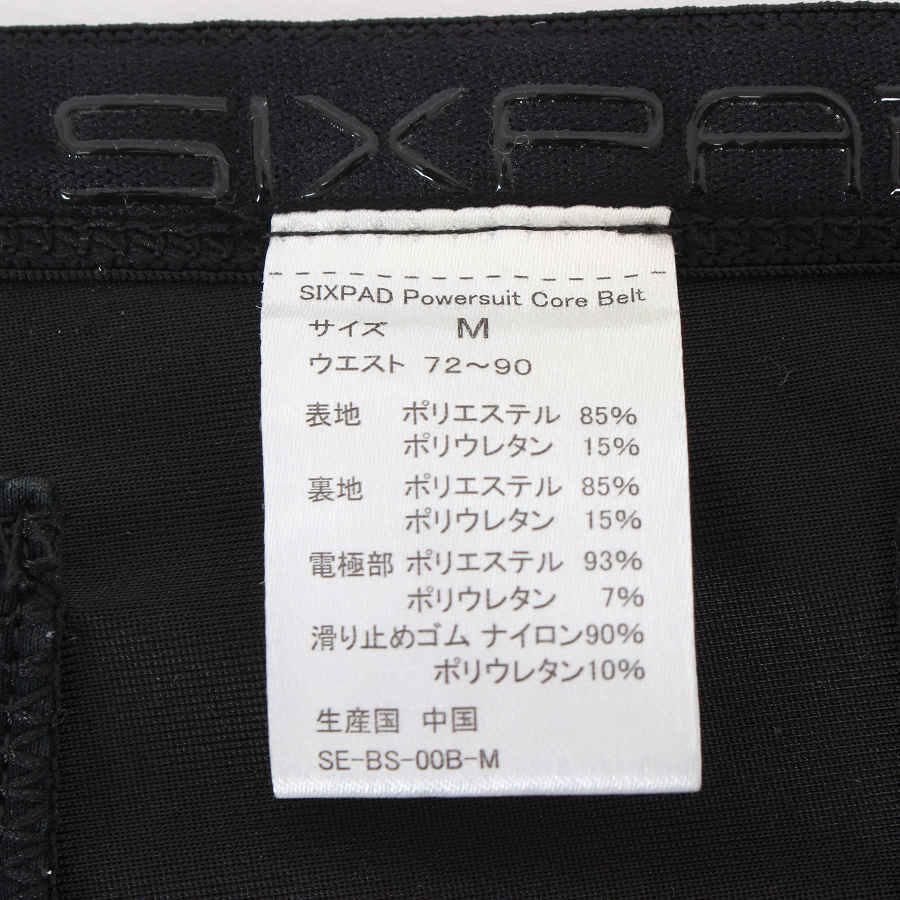 SIXPA
SIXPAD Powersuit Core Belt
サイズ M
ウエスト 72～90
表地 ポリエステル 85%
ポリウレタン 15%
裏地 ポリエステル 85%
ポリウレタン 15%
電極部 ポリエステル 93%
ポリウレタン 7%
滑り止めゴム ナイロン90%
ポリウレタン10%
生産国 中国
SE-BS-00B-M